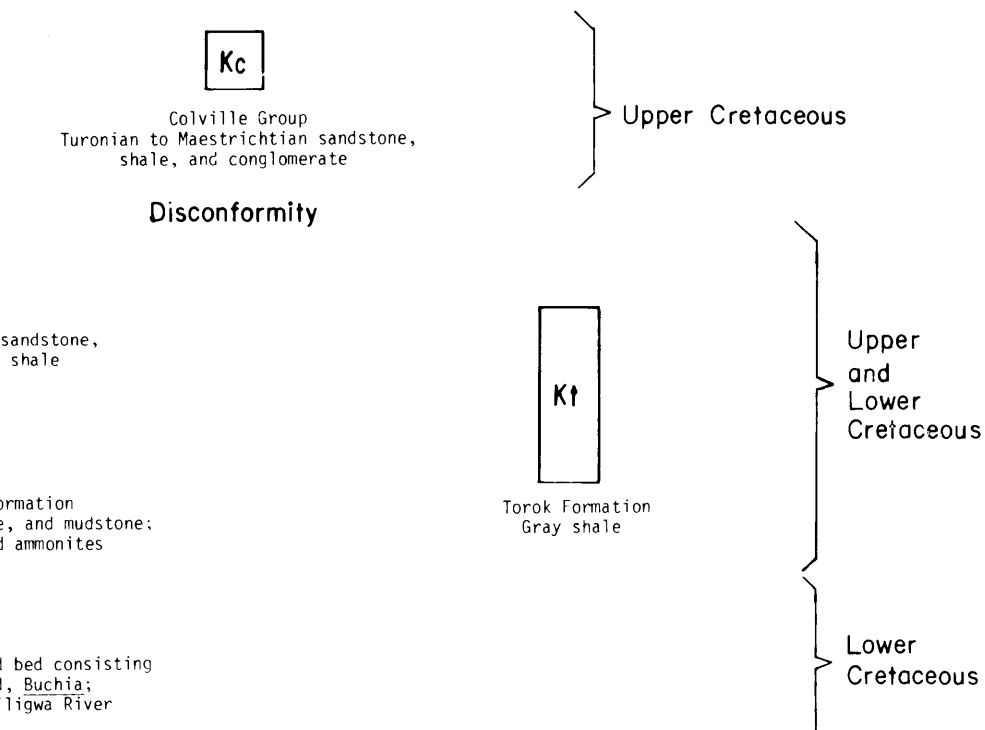 Kc
Colville Group
Turonian to Maestrichtian sandstone,
shale, and conglomerate
Upper Cretaceous
Disconformity
sandstone,
shale
Kt
Upper
and
Lower
Cretaceous
Torok Formation
Gray shale
and mudstone;
ammonites
bed consisting
Buchia;
River
Lower
Cretaceous